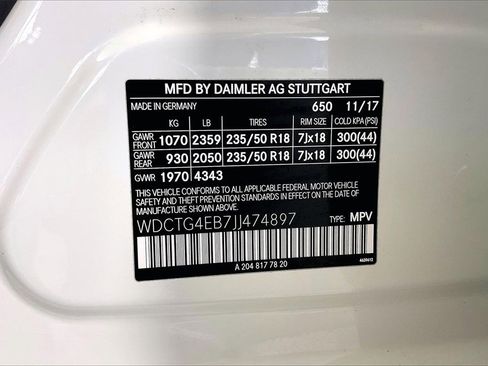 MFD BY DAIMLER AG STUTTGART
MADE IN GERMANY 650 11/17
KG LB TIRES RIM SIZE COLD KPA (PSI)
GAWR FRONT 1070 2359 235/50 R18 7Jx18 300(44)
GAWR REAR 930 2050 235/50 R18 7Jx18 300(44)
GWR 1970 4343
THIS VEHICLE CONFORMS TO ALL APPLICABLE FEDERAL MOTOR VEHICLE
SAFETY AND THEFT PREVENTION STANDARDS IN EFFECT ON THE DATE OF
MANUFACTURE SHOWN ABOVE.
WDCTG4EB7JJ474897 TYPE: MPV
A 204 817 78 20